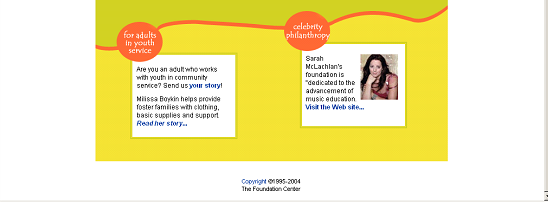 for adults
in youth
service
Are you an adult who works
with youth in community
service? Send us your story!
Milissa Boykin helps provide
foster families with clothing,
basic supplies and support.
Read her story...
celebrity
philanthropy
Sarah
McLachlan's
foundation is
"dedicated to the
advancement of
music education.
Visit the Web site...
Copyright ©1995-2004
The Foundation Center